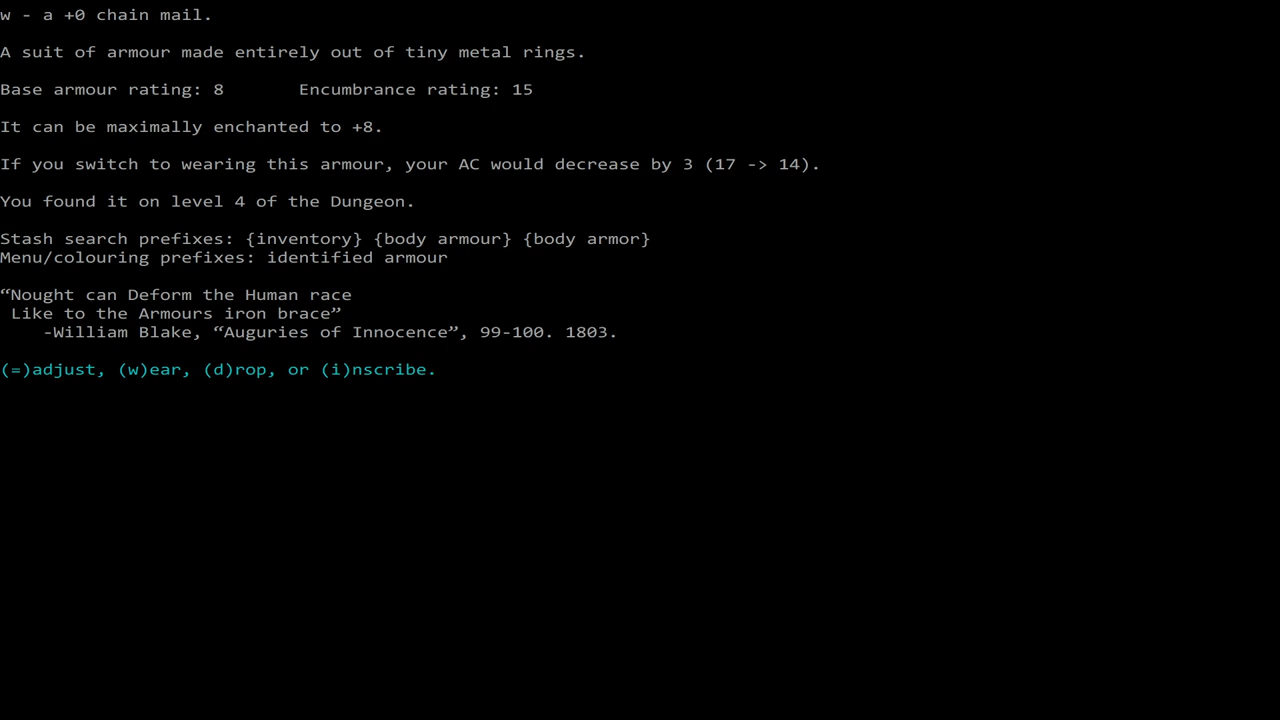 w - a +0 chain mail.
A suit of armour made entirely out of tiny metal rings.
Base armour rating: 8       Encumbrance rating: 15
It can be maximally enchanted to +8.
If you switch to wearing this armour, your AC would decrease by 3 (17 -> 14).
You found it on level 4 of the Dungeon.
Stash search prefixes: {inventory} {body armour} {body armor}
Menu/colouring prefixes: identified armour
“Nought can Deform the Human race
Like to the Armours iron brace”
-William Blake, “Auguries of Innocence”, 99-100. 1803.
(=)adjust, (w)ear, (d)rop, or (i)nscribe.